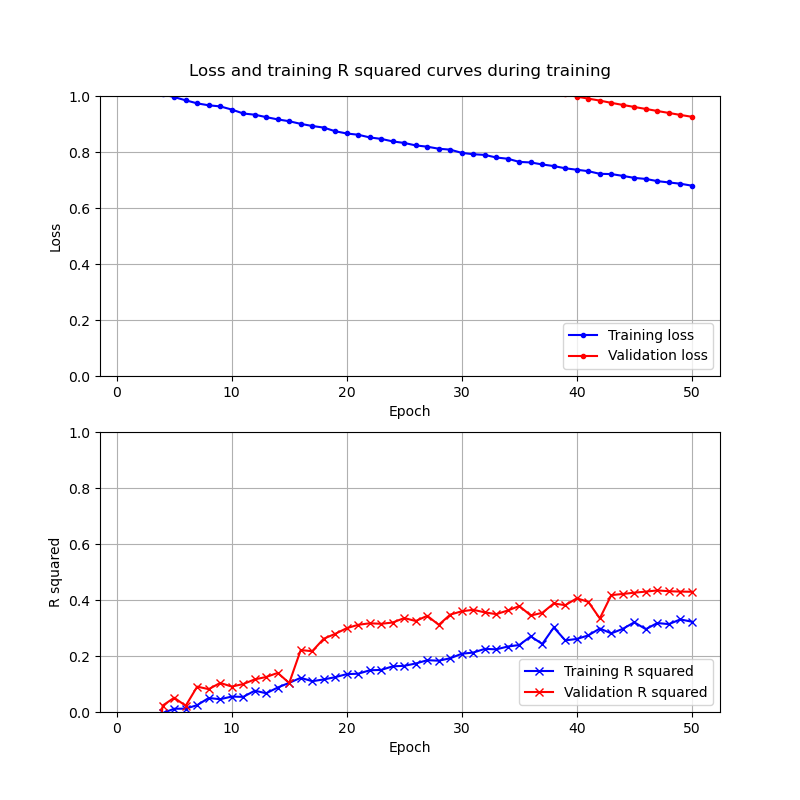 Loss and training R squared curves during training
1.0
0.8
0.6
0.4
0.2
0.0
Loss
Training loss
Validation loss
0 10 20 30 40 50
Epoch
1.0
0.8
0.6
0.4
0.2
0.0
R squared
Training R squared
Validation R squared
0 10 20 30 40 50
Epoch